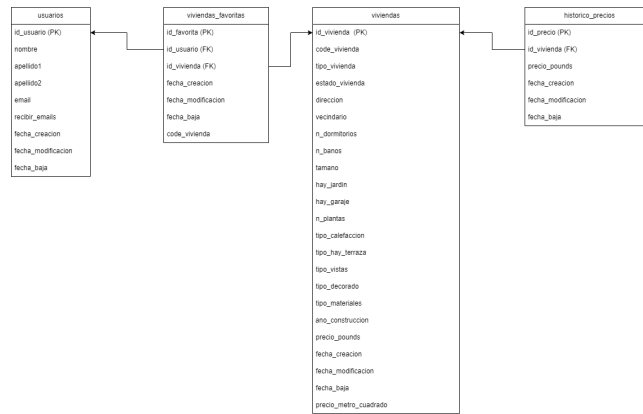 usuarios
id_usuario (PK)
nombre
apellido1
apellido2
email
recibir_emails
fecha_creacion
fecha_modificacion
fecha_baja
viviendas_favoritas
id_favorita (PK)
id_usuario (FK)
id_vivienda (FK)
fecha_creacion
fecha_modificacion
fecha_baja
code_vivienda
viviendas
id_vivienda (PK)
code_vivienda
tipo_vivienda
estado_vivienda
direccion
vecindario
n_dormitorios
n_banos
tamano
hay_jardin
hay_garaje
n_plantas
tipo_calefaccion
tipo_hay_terraza
tipo_vistas
tipo_decorado
tipo_materiales
ano_construccion
precio_pounds
fecha_creacion
fecha_modificacion
fecha_baja
precio_metro_cuadrado
historico_precios
id_precio (PK)
id_vivienda (FK)
precio_pounds
fecha_creacion
fecha_modificacion
fecha_baja